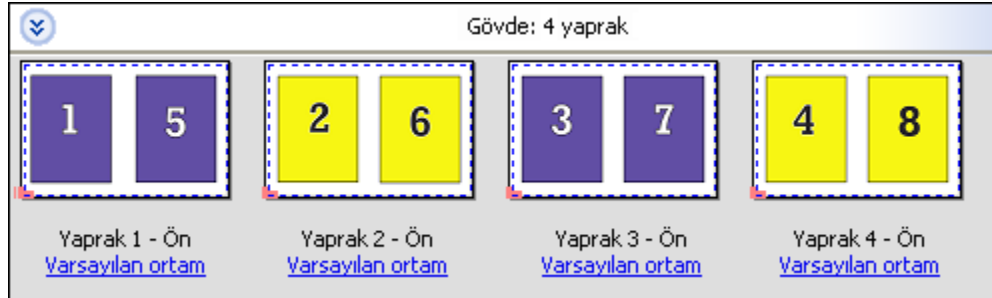 Gövde: 4 yaprak
1 5 2 6 3 7 4 8
Yaprak 1 - Ön Yaprak 2 - Ön Yaprak 3 - Ön Yaprak 4 - Ön
Varsayılan ortam Varsayılan ortam Varsayılan ortam Varsayılan ortam